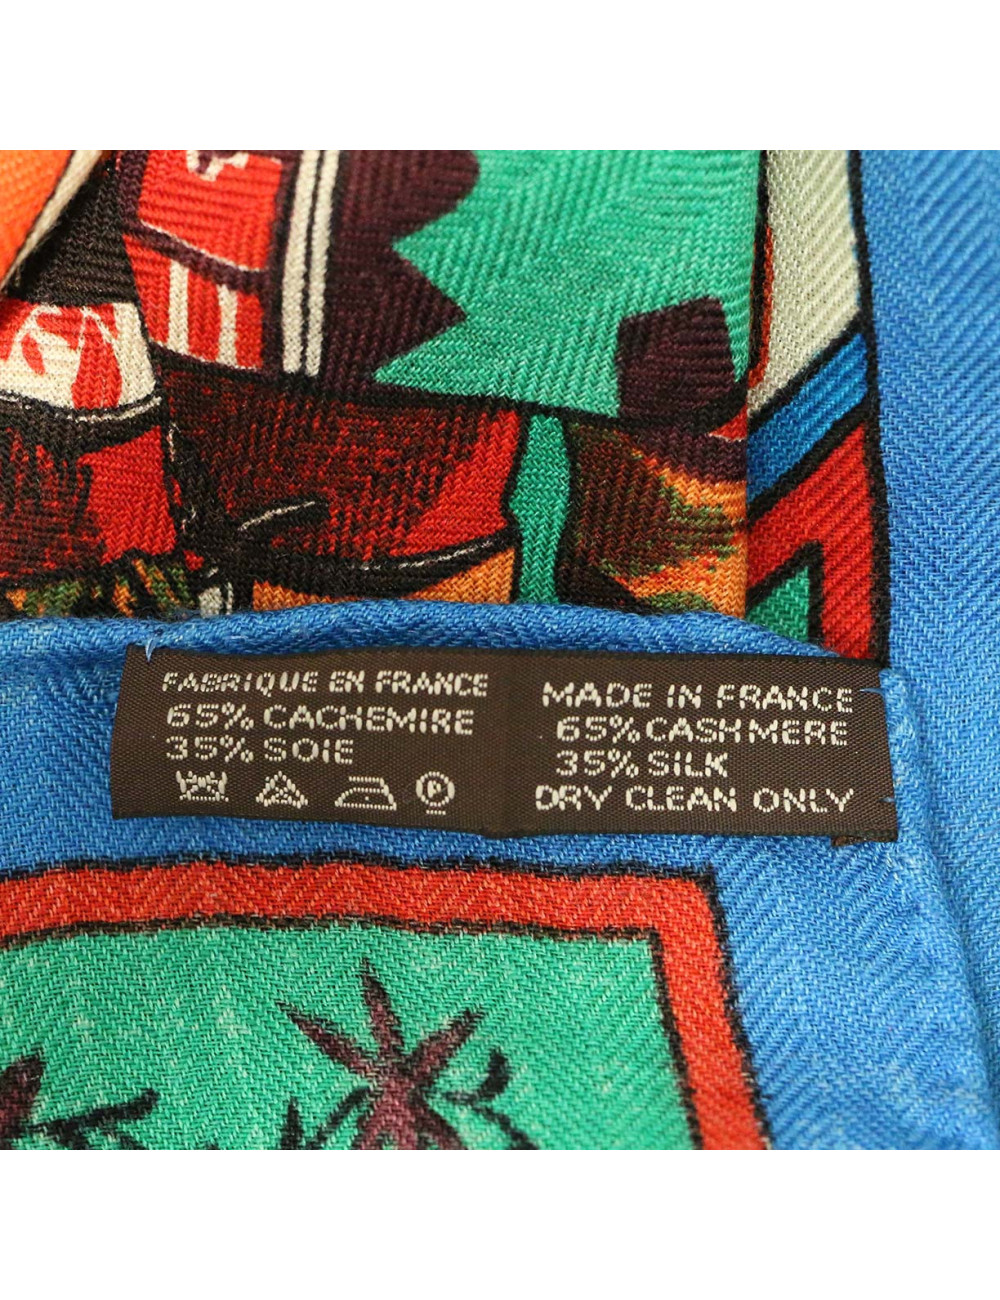 FABRIQUE EN FRANCE
65% CACHEMIRE
35% SOIE
P
MADE IN FRANCE
65% CASHMERE
35% SILK
DRY CLEAN ONLY